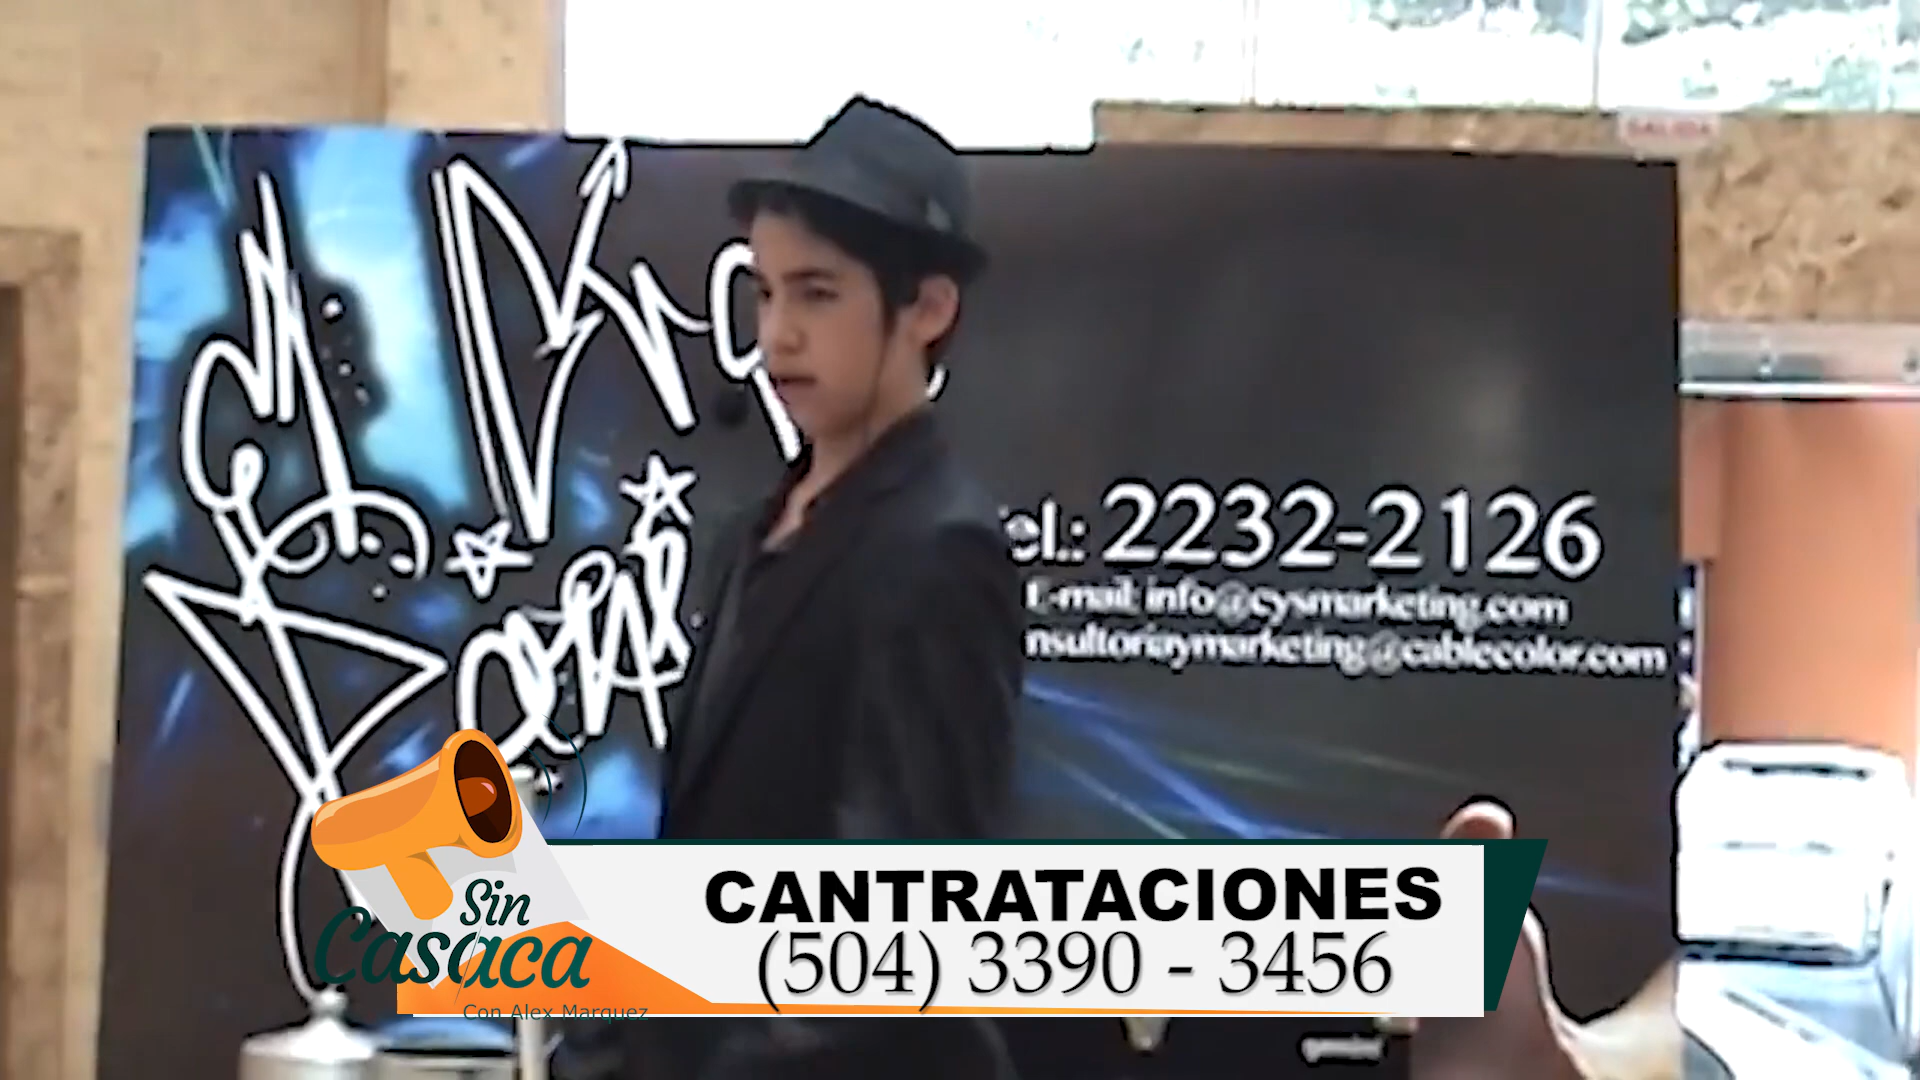 SALIDA
el.: 2232-2126
E-mail: info@cysmarketing.com
nsultoriaymarketing@cablecolor.com
Sin
Casaca
Con Alex Marquez
CANTRATACIONES
(504) 3390 - 3456